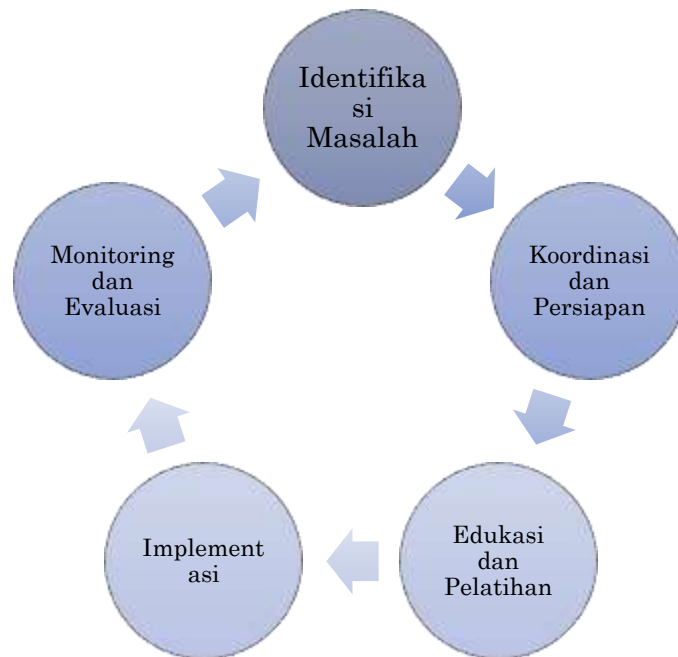 Identifika
si
Masalah
Koordinasi
dan
Persiapan
Edukasi
dan
Pelatihan
Implement
asi
Monitoring
dan
Evaluasi